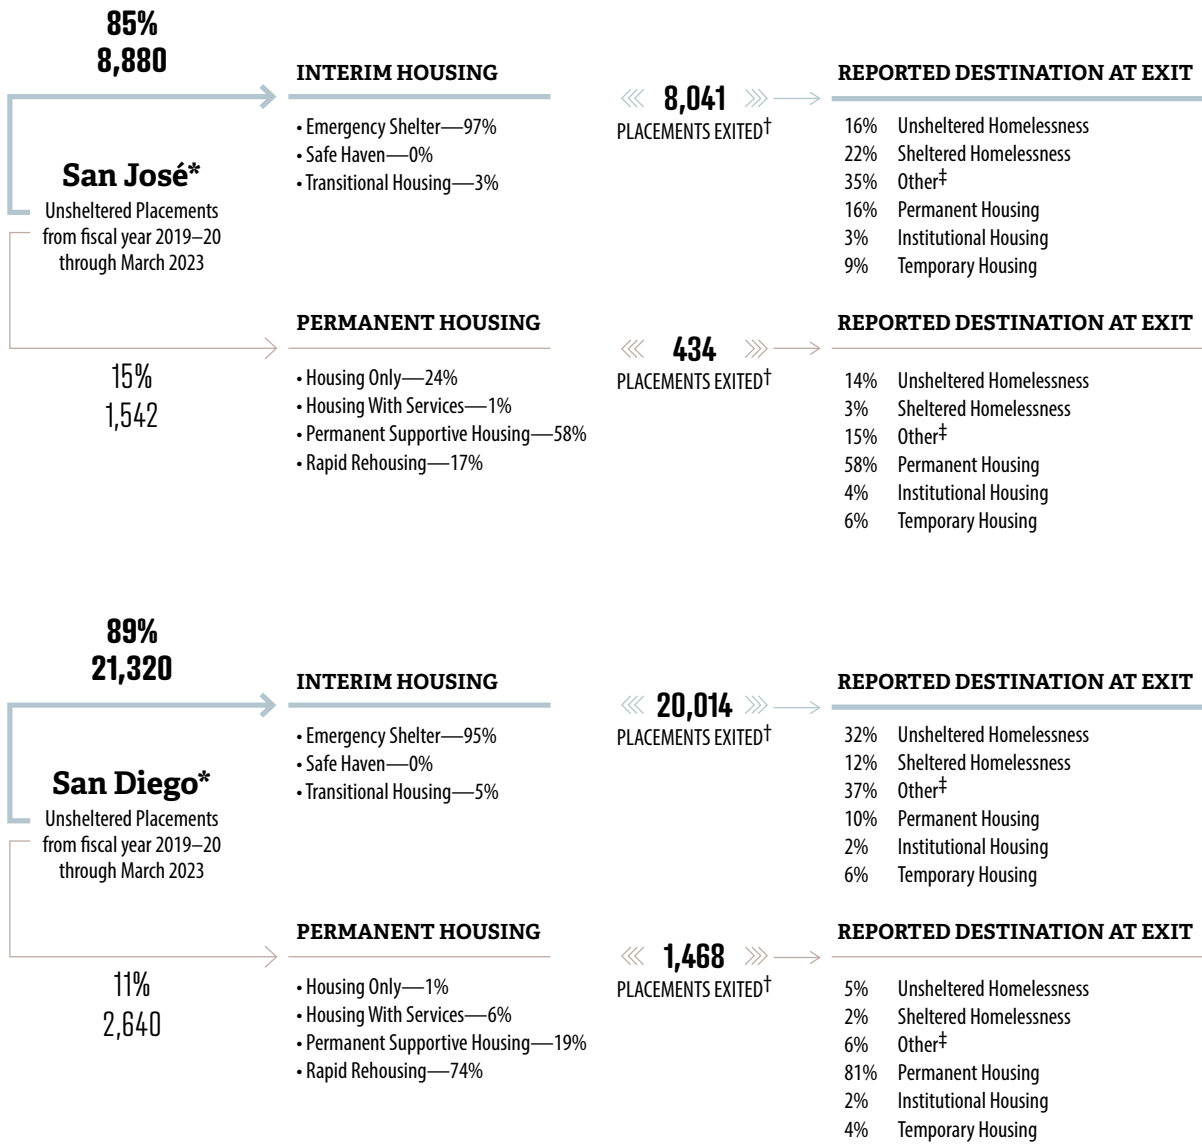 85%
8,880
San José*
Unsheltered Placements
from fiscal year 2019–20
through March 2023
INTERIM HOUSING
• Emergency Shelter—97%
• Safe Haven—0%
• Transitional Housing—3%
8,041
PLACEMENTS EXITED†
REPORTED DESTINATION AT EXIT
16% Unsheltered Homelessness
22% Sheltered Homelessness
35% Other‡
16% Permanent Housing
3% Institutional Housing
9% Temporary Housing
15%
1,542
PERMANENT HOUSING
• Housing Only—24%
• Housing With Services—1%
• Permanent Supportive Housing—58%
• Rapid Rehousing—17%
434
PLACEMENTS EXITED†
REPORTED DESTINATION AT EXIT
14% Unsheltered Homelessness
3% Sheltered Homelessness
15% Other‡
58% Permanent Housing
4% Institutional Housing
6% Temporary Housing
89%
21,320
San Diego*
Unsheltered Placements
from fiscal year 2019–20
through March 2023
INTERIM HOUSING
• Emergency Shelter—95%
• Safe Haven—0%
• Transitional Housing—5%
20,014
PLACEMENTS EXITED†
REPORTED DESTINATION AT EXIT
32% Unsheltered Homelessness
12% Sheltered Homelessness
37% Other‡
10% Permanent Housing
2% Institutional Housing
6% Temporary Housing
11%
2,640
PERMANENT HOUSING
• Housing Only—1%
• Housing With Services—6%
• Permanent Supportive Housing—19%
• Rapid Rehousing—74%
1,468
PLACEMENTS EXITED†
REPORTED DESTINATION AT EXIT
5% Unsheltered Homelessness
2% Sheltered Homelessness
6% Other‡
81% Permanent Housing
2% Institutional Housing
4% Temporary Housing